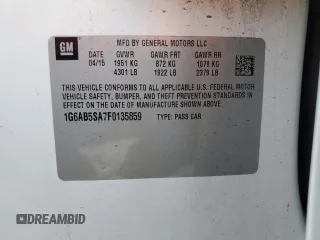 GM
MFD BY GENERAL MOTORS LLC
DATE GVWR GAWR FRT GAWR RR
04/15 1951 KG 872 KG 1079 KG
4301 LB 1922 LB 2379 LB
THIS VEHICLE CONFORMS TO ALL APPLICABLE U.S. FEDERAL MOTOR
VEHICLE SAFETY, BUMPER, AND THEFT PREVENTION STANDARDS IN
EFFECT ON THE DATE OF MANUFACTURE SHOWN ABOVE.
1G6AB5SA7F0135859 TYPE: PASS CAR
DREAMBID